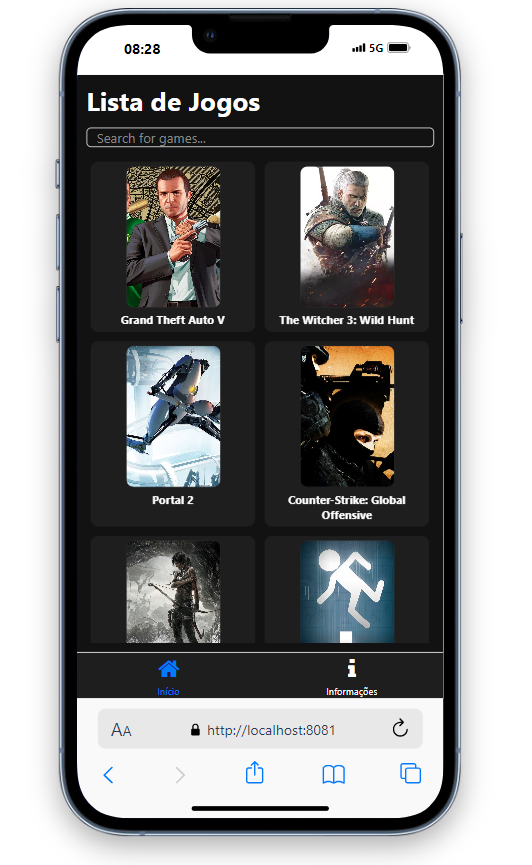 08:28
5G
Lista de Jogos
Search for games...
Grand Theft Auto V
The Witcher 3: Wild Hunt
Portal 2
Counter-Strike: Global
Offensive
Início
Informações
AA
http://localhost:8081